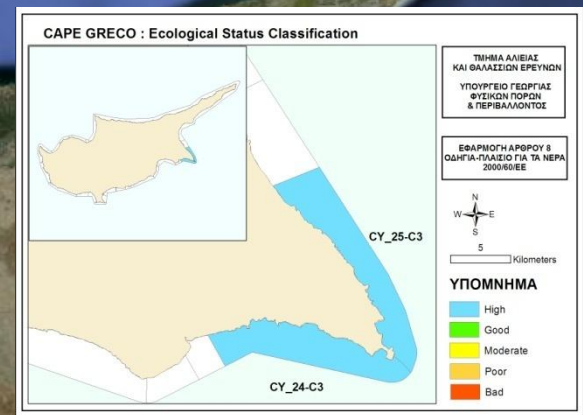 CAPE GRECO : Ecological Status Classification
ΤΜΗΜΑ ΑΛΙΕΙΑΣ
ΚΑΙ ΘΑΛΑΣΣΙΩΝ ΕΡΕΥΝΩΝ
ΥΠΟΥΡΓΕΙΟ ΓΕΩΡΓΙΑΣ
ΦΥΣΙΚΩΝ ΠΟΡΩΝ
& ΠΕΡΙΒΑΛΛΟΝΤΟΣ
ΕΦΑΡΜΟΓΗ ΑΡΘΡΟΥ 8
ΟΔΗΓΙΑ-ΠΛΑΙΣΙΟ ΓΙΑ ΤΑ ΝΕΡΑ
2000/60/ΕΕ
N
W E
S
5
Kilometers
CY_25-C3
CY_24-C3
ΥΠΟΜΝΗΜΑ
High
Good
Moderate
Poor
Bad